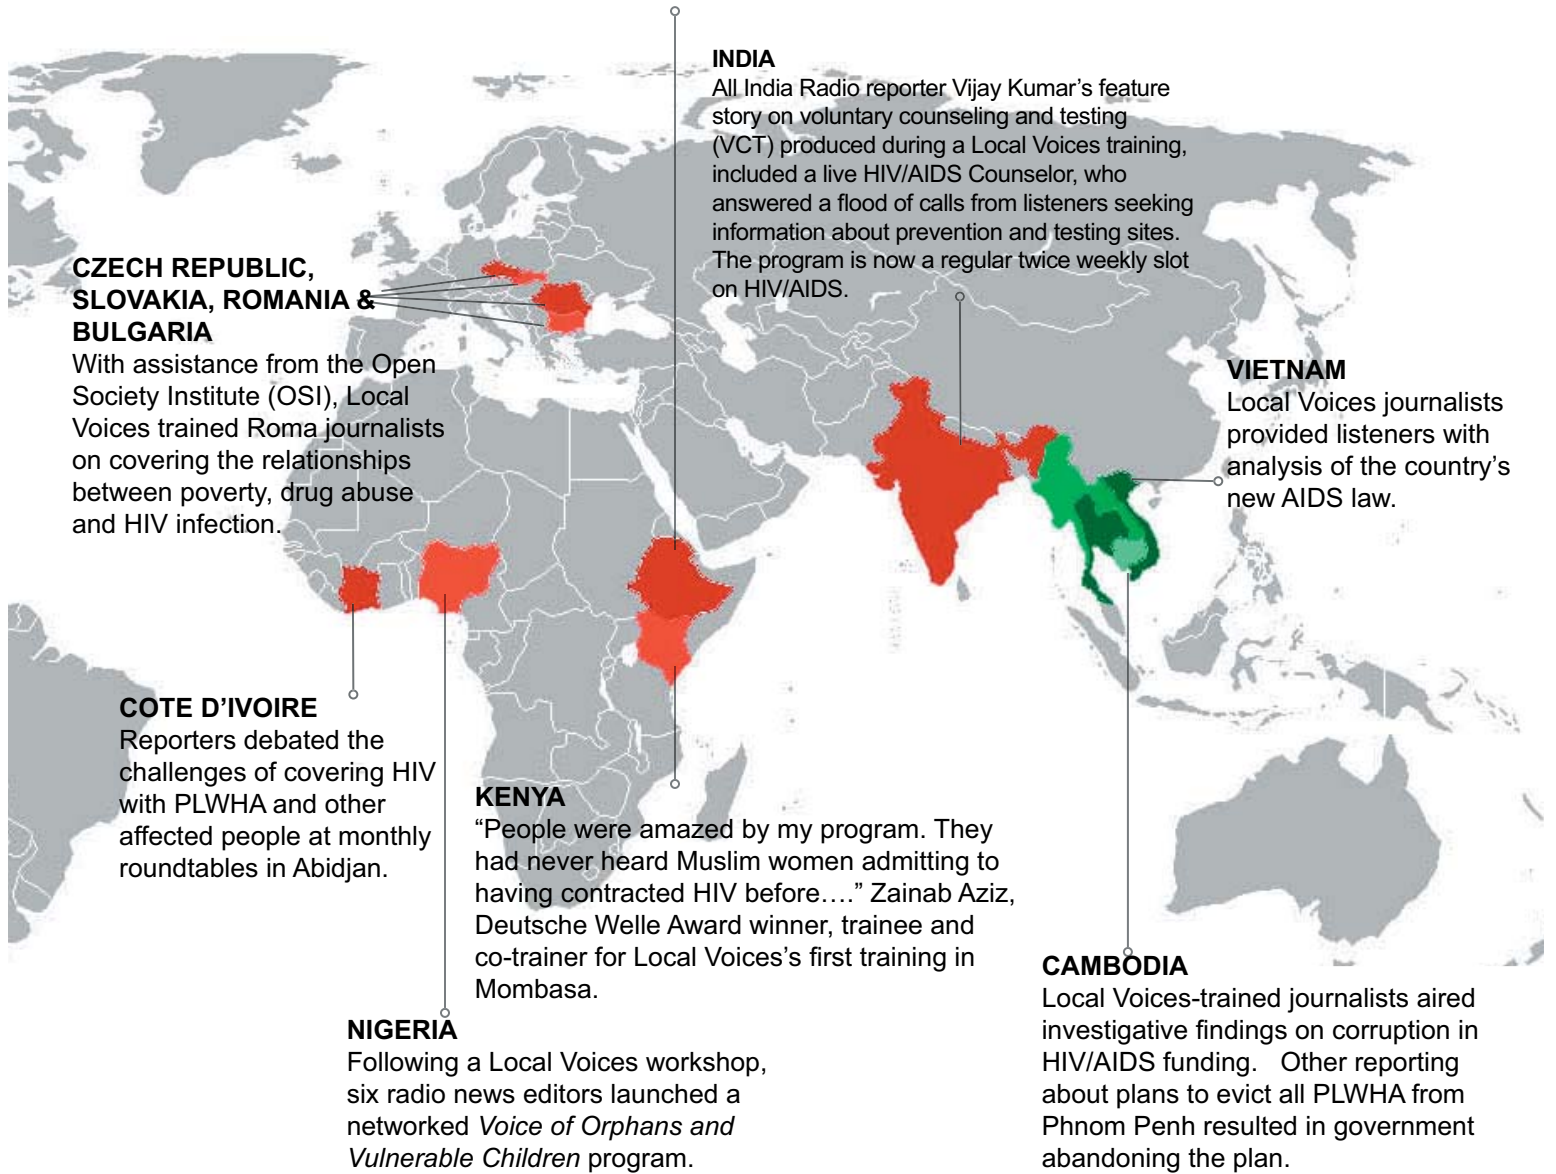 INDIA
All India Radio reporter Vijay Kumar’s feature
story on voluntary counseling and testing
(VCT) produced during a Local Voices training,
included a live HIV/AIDS Counselor, who
answered a flood of calls from listeners seeking
information about prevention and testing sites.
The program is now a regular twice weekly slot
on HIV/AIDS.
CZECH REPUBLIC,
SLOVAKIA, ROMANIA &
BULGARIA
With assistance from the Open
Society Institute (OSI), Local
Voices trained Roma journalists
on covering the relationships
between poverty, drug abuse
and HIV infection.
VIETNAM
Local Voices journalists
provided listeners with
analysis of the country’s
new AIDS law.
COTE D’IVOIRE
Reporters debated the
challenges of covering HIV
with PLWHA and other
affected people at monthly
roundtables in Abidjan.
KENYA
“People were amazed by my program. They
had never heard Muslim women admitting to
having contracted HIV before….” Zainab Aziz,
Deutsche Welle Award winner, trainee and
co-trainer for Local Voices’s first training in
Mombasa.
NIGERIA
Following a Local Voices workshop,
six radio news editors launched a
networked Voice of Orphans and
Vulnerable Children program.
CAMBODIA
Local Voices-trained journalists aired
investigative findings on corruption in
HIV/AIDS funding.   Other reporting
about plans to evict all PLWHA from
Phnom Penh resulted in government
abandoning the plan.